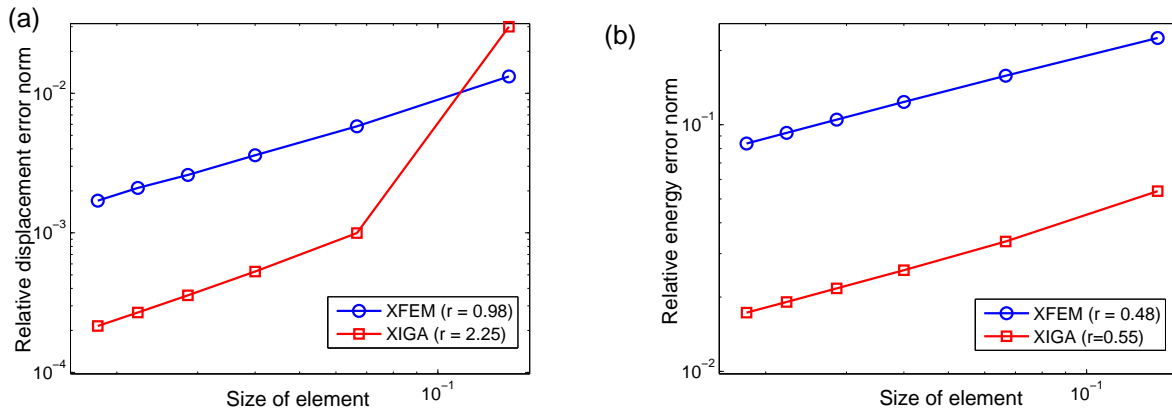 (a)
Relative displacement error norm
10^-2
10^-3
10^-4
10^-1
Size of element
XFEM (r = 0.98)
XIGA (r = 2.25)
(b)
Relative energy error norm
10^-1
10^-2
10^-1
Size of element
XFEM (r = 0.48)
XIGA (r=0.55)